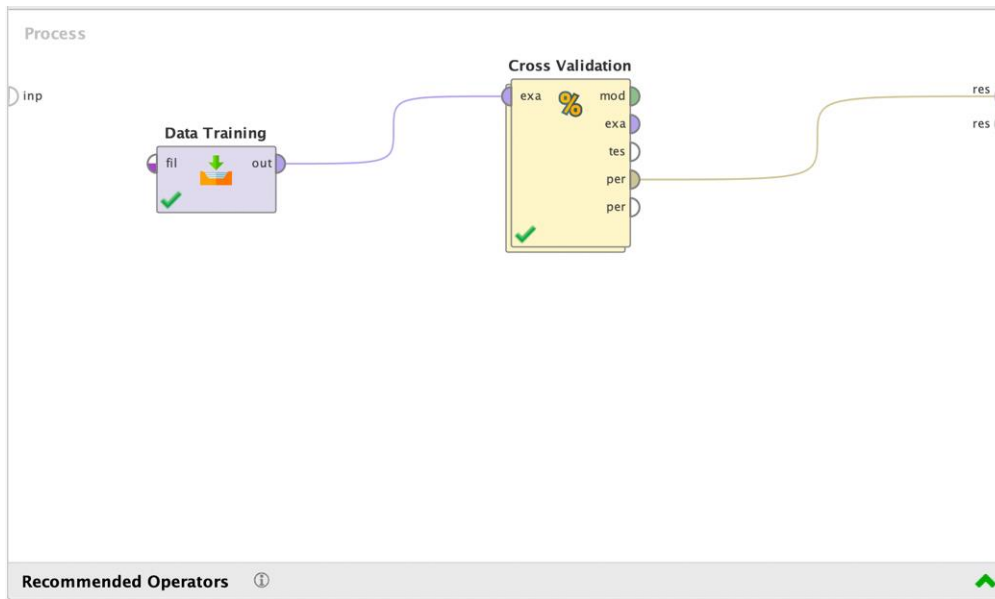 Process
inp
Data Training
fil out
Cross Validation
exa mod
exa
tes
per
per
res
res
Recommended Operators